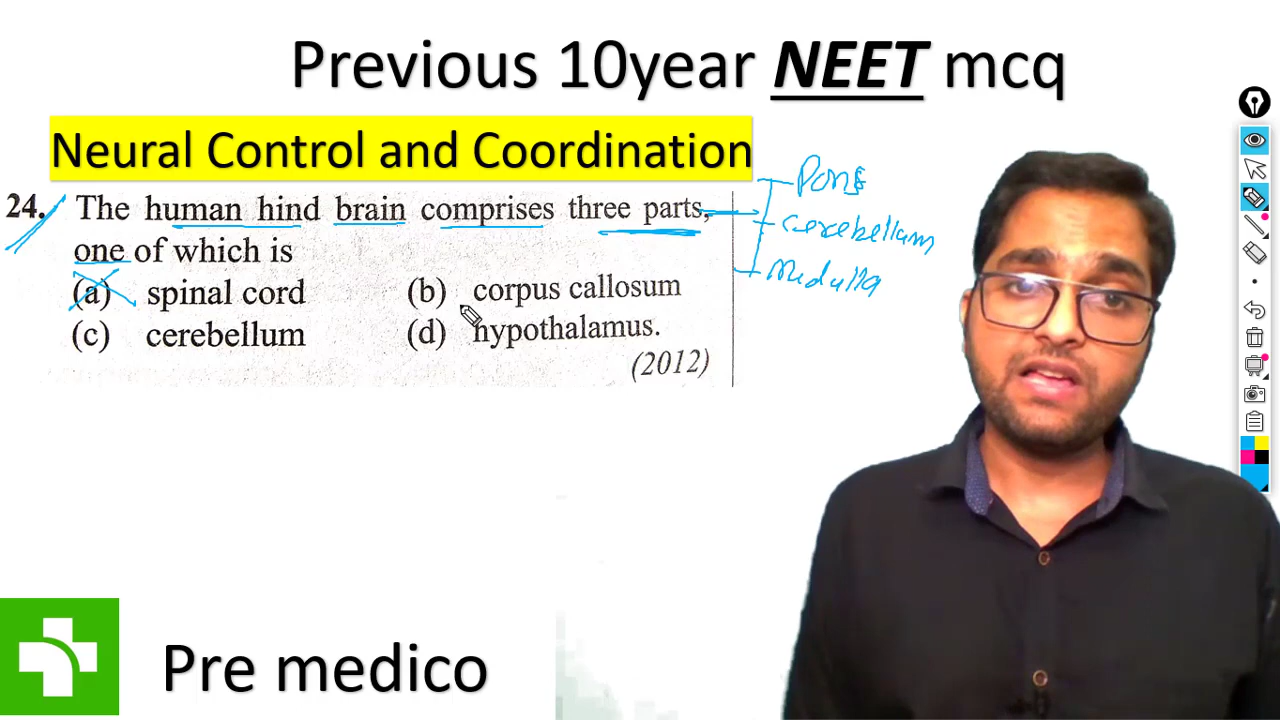 Previous 10year NEET mcq
Neural Control and Coordination
24. The human hind brain comprises three parts,
one of which is
(a) spinal cord (b) corpus callosum
(c) cerebellum (d) hypothalamus.
(2012)
Pons
Cerebellum
Medulla
Pre medico